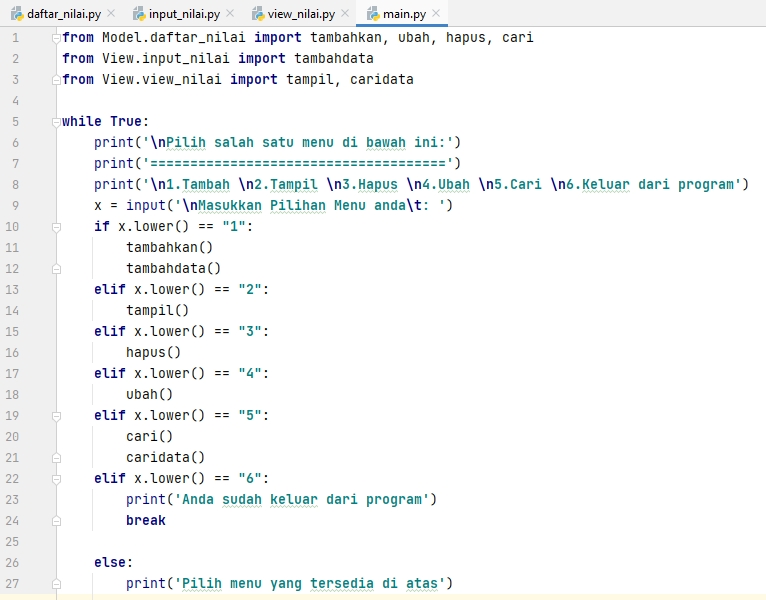 daftar_nilai.py input_nilai.py view_nilai.py main.py
1 from Model.daftar_nilai import tambahkan, ubah, hapus, cari
2 from View.input_nilai import tambahdata
3 from View.view_nilai import tampil, caridata
4
5 while True:
6     print('\nPilih salah satu menu di bawah ini:')
7     print('=====================================')
8     print('\n1.Tambah \n2.Tampil \n3.Hapus \n4.Ubah \n5.Cari \n6.Keluar dari program')
9     x = input('\nMasukkan Pilihan Menu anda\t: ')
10     if x.lower() == "1":
11         tambahkan()
12         tambahdata()
13     elif x.lower() == "2":
14         tampil()
15     elif x.lower() == "3":
16         hapus()
17     elif x.lower() == "4":
18         ubah()
19     elif x.lower() == "5":
20         cari()
21         caridata()
22     elif x.lower() == "6":
23         print('Anda sudah keluar dari program')
24         break
25
26     else:
27         print('Pilih menu yang tersedia di atas')